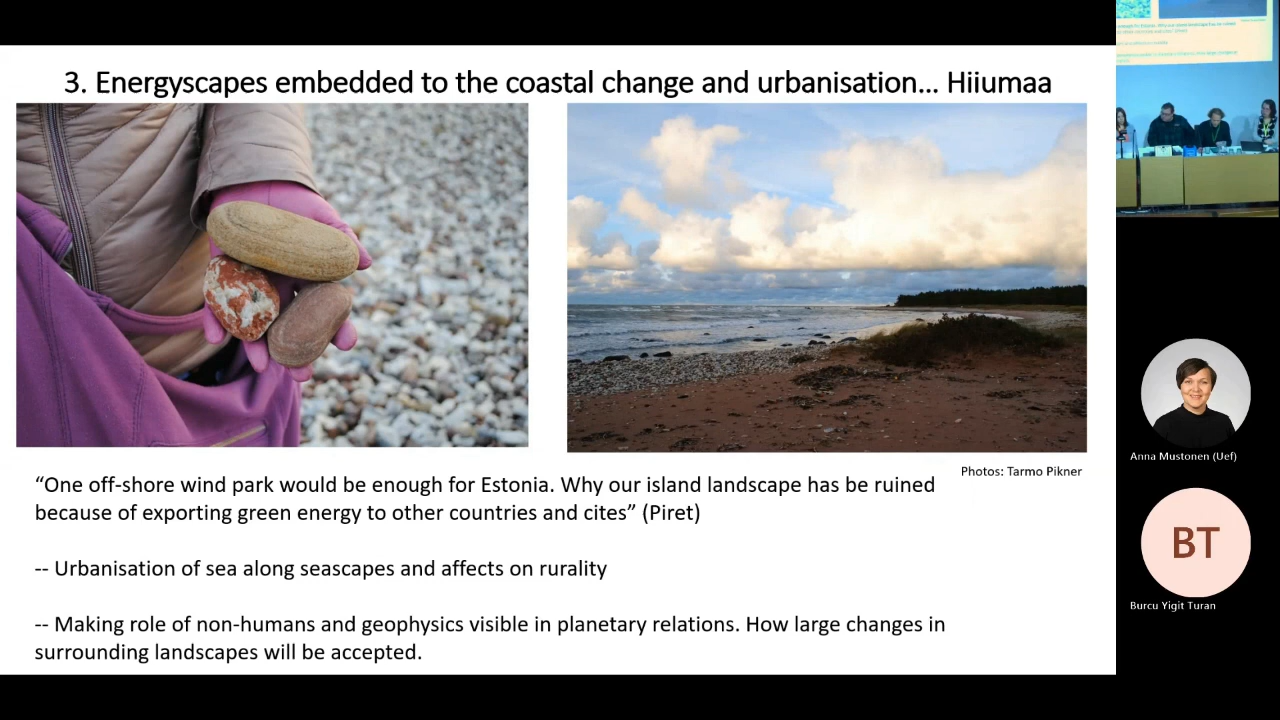 3. Energyscapes embedded to the coastal change and urbanisation... Hiiumaa
Photos: Tarmo Pikner
“One off-shore wind park would be enough for Estonia. Why our island landscape has be ruined
because of exporting green energy to other countries and cites” (Piret)
-- Urbanisation of sea along seascapes and affects on rurality
-- Making role of non-humans and geophysics visible in planetary relations. How large changes in
surrounding landscapes will be accepted.
Anna Mustonen (Uef)
BT
Burcu Yigit Turan